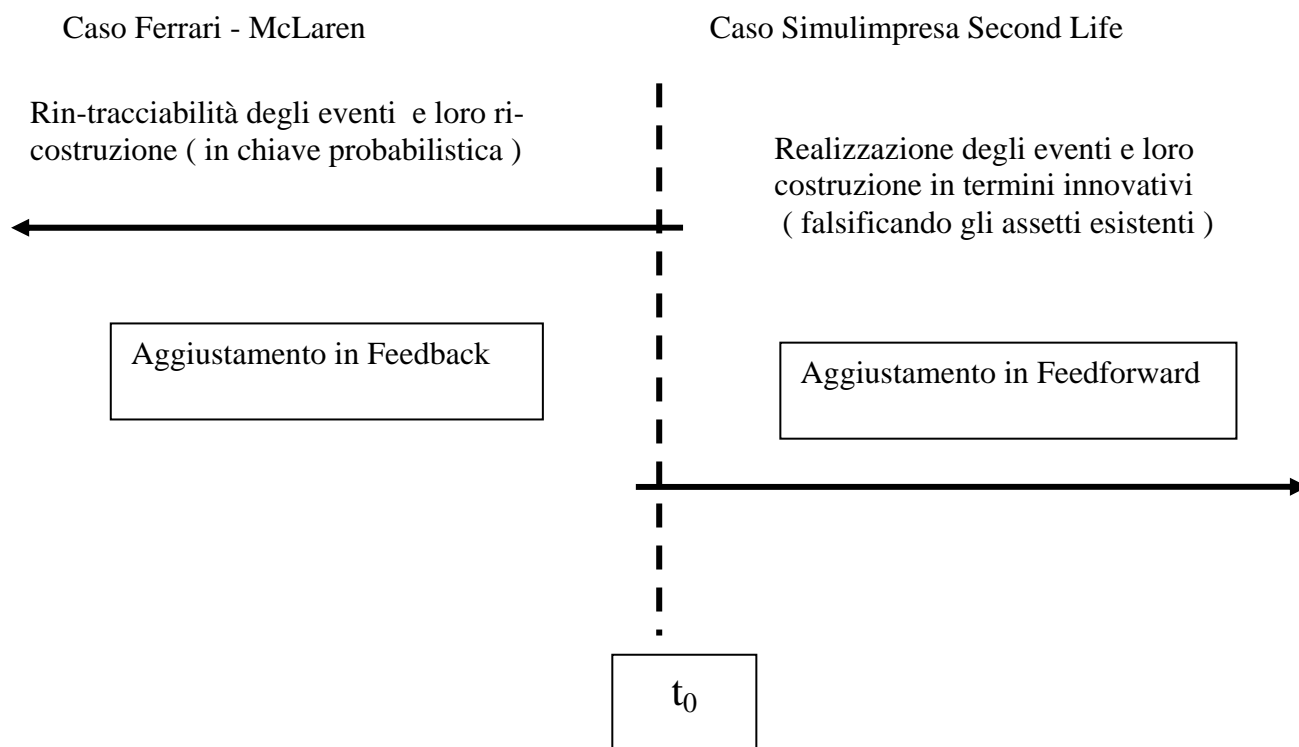 Caso Ferrari - McLaren
Caso Simulimpresa Second Life
Rin-tracciabilità degli eventi e loro ri-
costruzione ( in chiave probabilistica )
Realizzazione degli eventi e loro
costruzione in termini innovativi
( falsificando gli assetti esistenti )
Aggiustamento in Feedback
Aggiustamento in Feedforward
t₀